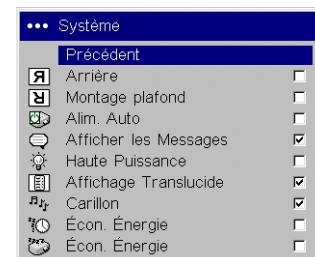 ••• Système
Précédent
Arrière
Montage plafond
Alim. Auto
Afficher les Messages
Haute Puissance
Affichage Translucide
Carillon
Écon. Énergie
Écon. Énergie